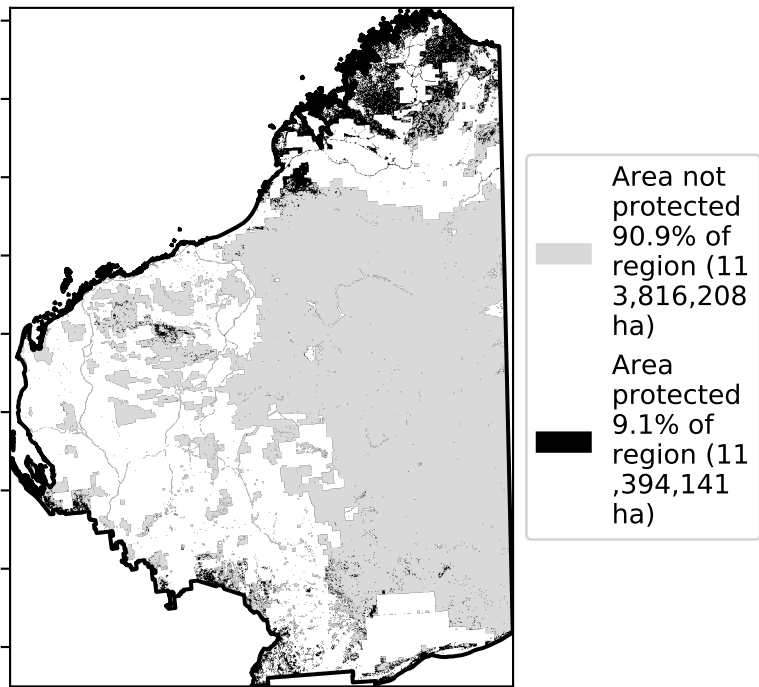 Area not
protected
90.9% of
region (11
3,816,208
ha)
Area
protected
9.1% of
region (11
,394,141
ha)